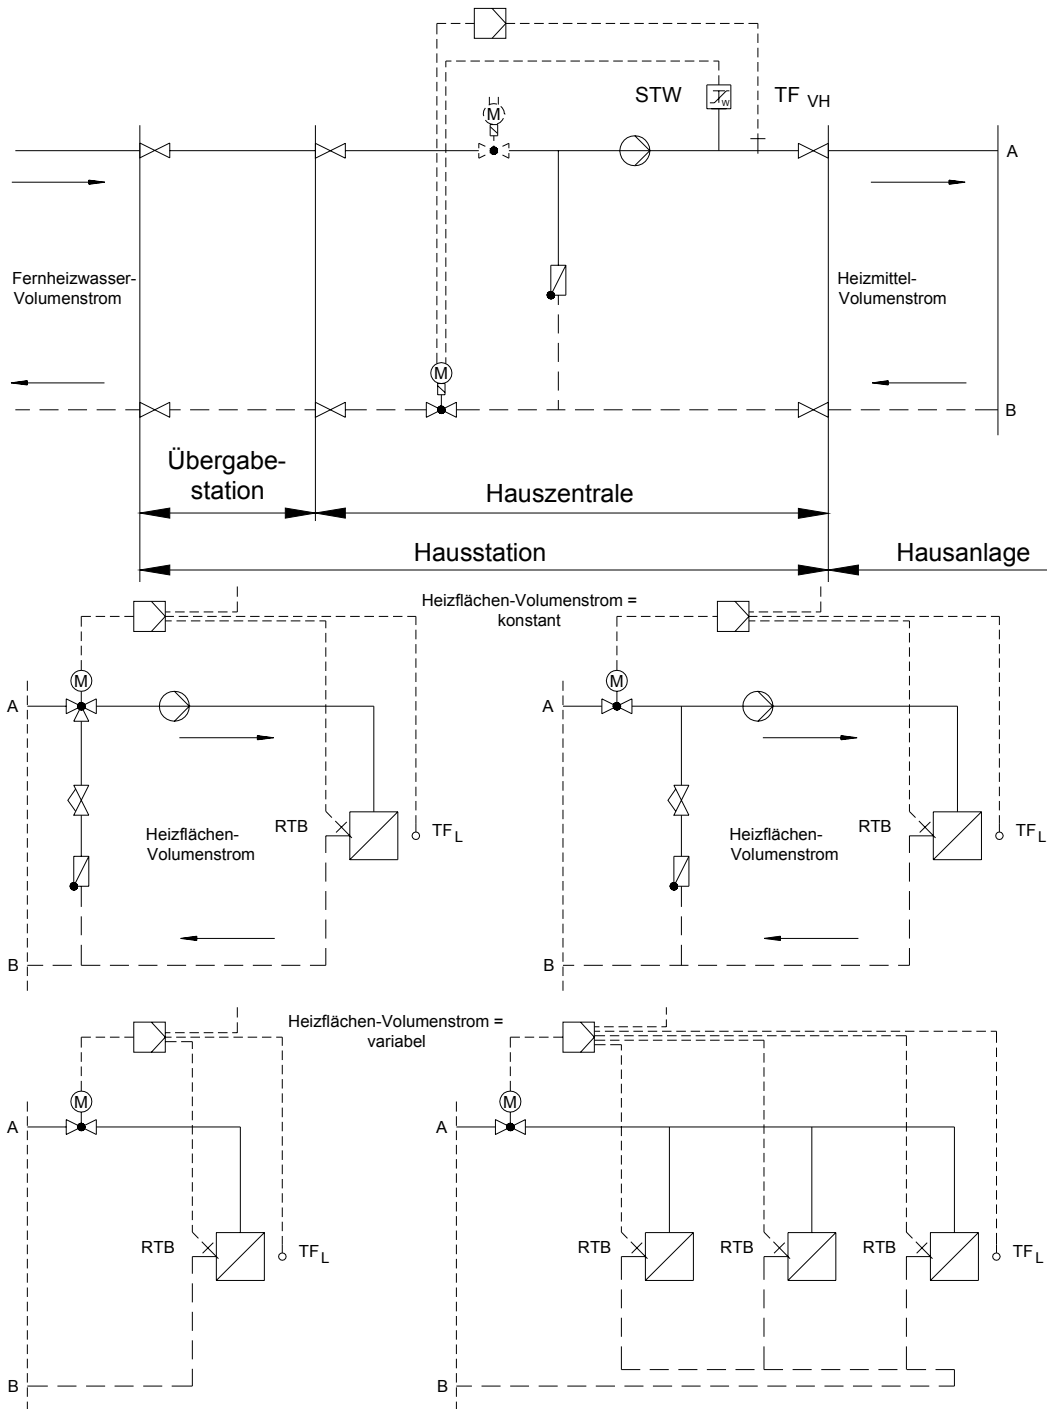 STW
TF VH
M
T W
A
Fernheizwasser-
Volumenstrom
Heizmittel-
Volumenstrom
M
B
Übergabe-
station
Hauszentrale
Hausstation
Hausanlage
Heizflächen-Volumenstrom =
konstant
M
M
A
A
RTB
TF L
RTB
TF L
Heizflächen-
Volumenstrom
Heizflächen-
Volumenstrom
B
B
Heizflächen-Volumenstrom =
variabel
M
M
A
A
RTB
TF L
RTB
RTB
RTB
TF L
B
B